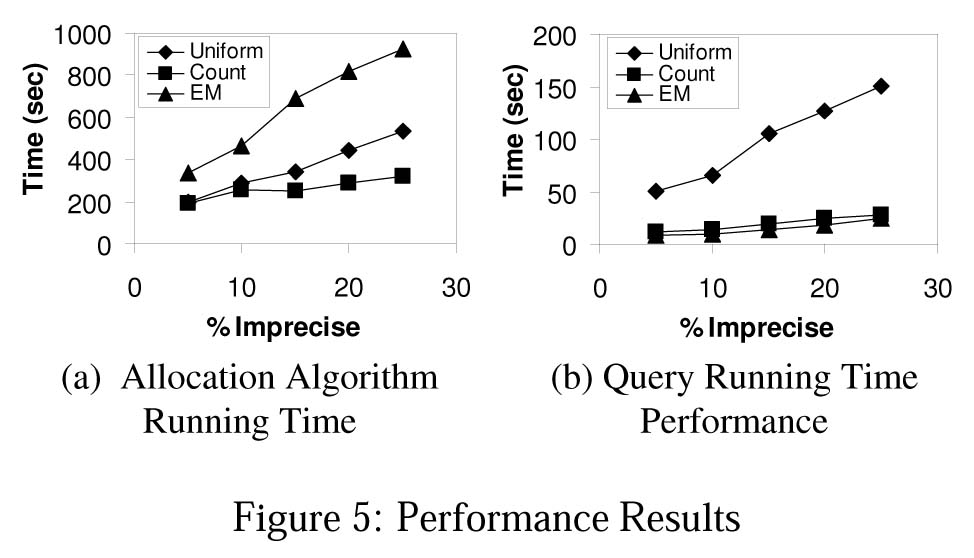 1000
800
600
400
200
0
Time (sec)
Uniform
Count
EM
0
10
20
30
% Imprecise
(a) Allocation Algorithm
Running Time
200
150
100
50
0
Time (sec)
Uniform
Count
EM
0
10
20
30
% Imprecise
(b) Query Running Time
Performance
Figure 5: Performance Results